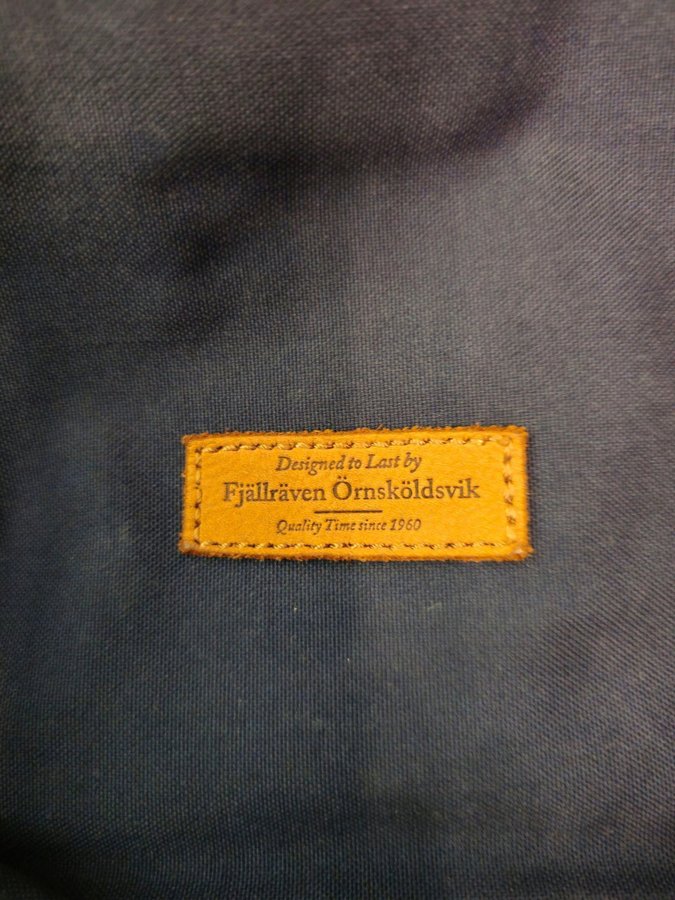 Designed to Last by
Fjällräven Örnsköldsvik
Quality Time since 1960